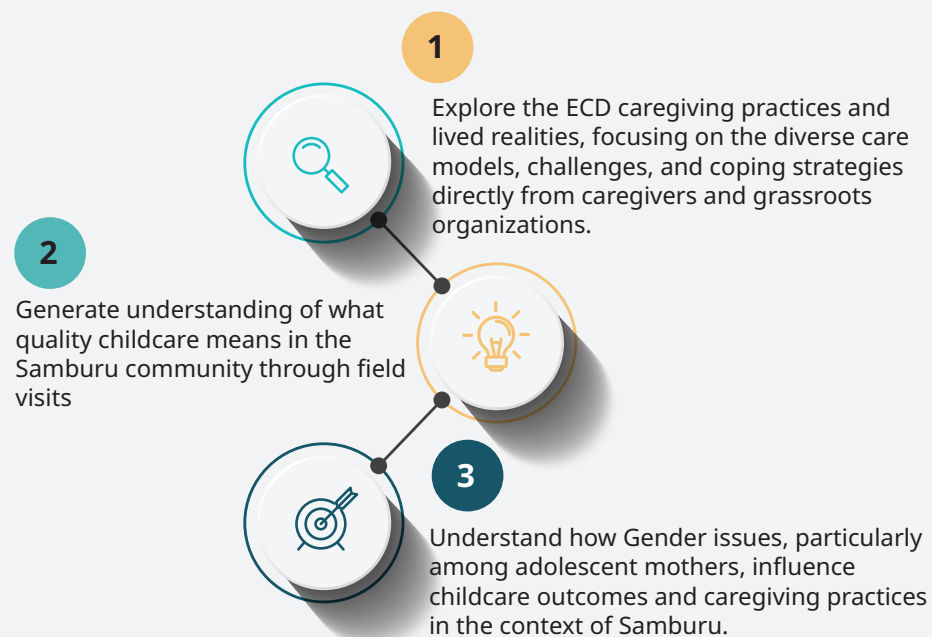 1
Explore the ECD caregiving practices and
lived realities, focusing on the diverse care
models, challenges, and coping strategies
directly from caregivers and grassroots
organizations.
2
Generate understanding of what
quality childcare means in the
Samburu community through field
visits
3
Understand how Gender issues, particularly
among adolescent mothers, influence
childcare outcomes and caregiving practices
in the context of Samburu.